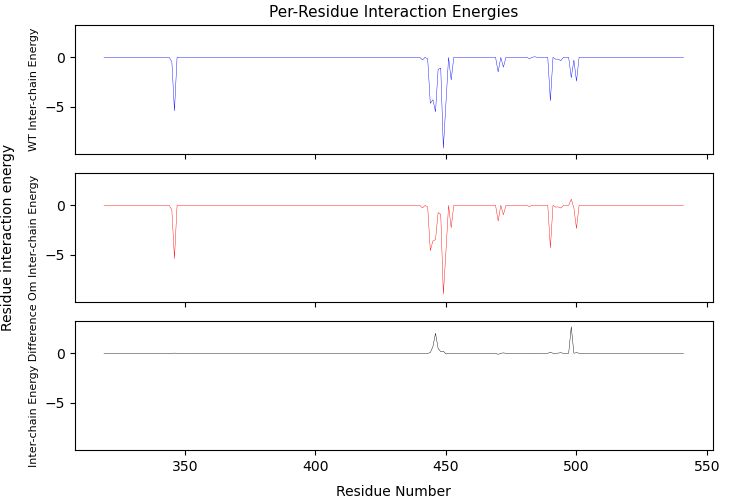 Per-Residue Interaction Energies
Residue interaction energy
WT Inter-chain Energy
0
−5
Om Inter-chain Energy
0
−5
Inter-chain Energy Difference
0
−5
350
400
450
500
550
Residue Number